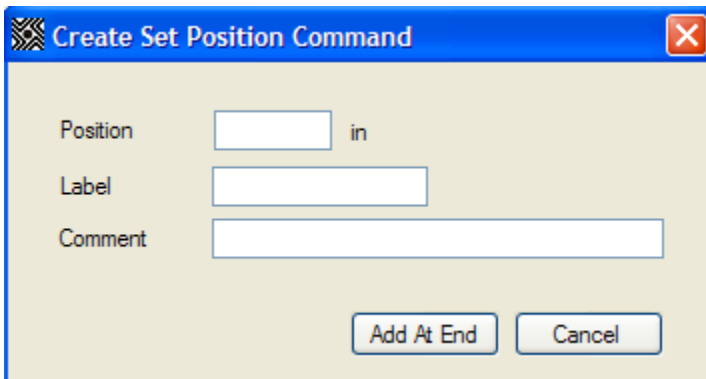 Create Set Position Command
Position in
Label
Comment
Add At End Cancel